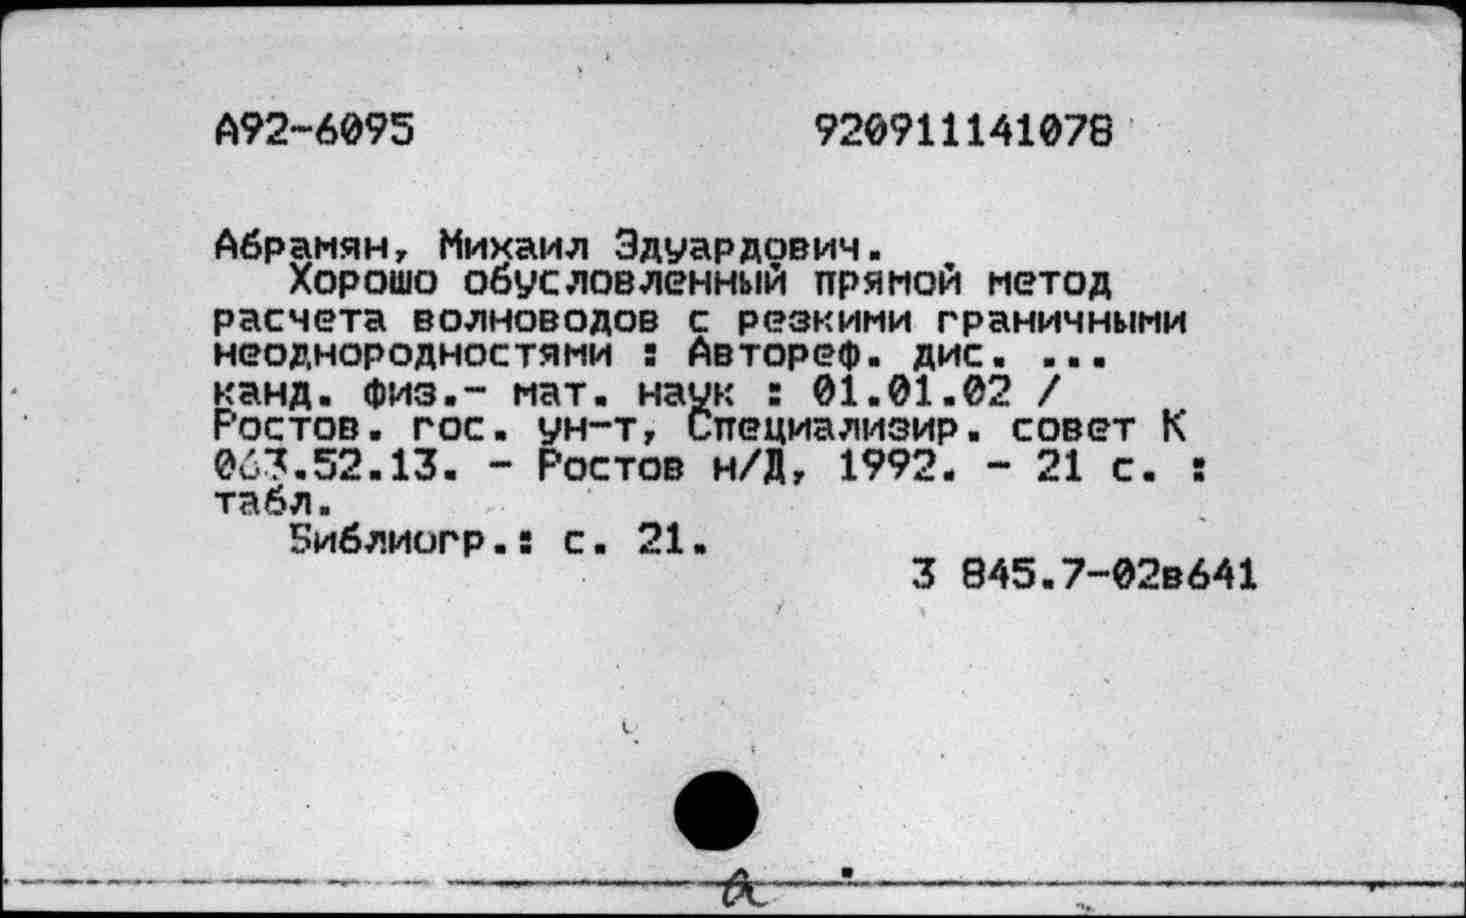 А92-6095 920911141078
Абрамян, Михаил Эдуардович.
Хорошо обусловленный прямой метод
расчета волноводов с резкими граничными
неоднородностями : Автореф. дис. ...
канд. физ.- мат. наук : 01.01.02 /
Ростов. гос. ун-т, Специализир. совет К
063.52.13. - Ростов н/Д, 1992. - 21 с. :
табл.
Библиогр.: с. 21.
3 845.7-02в641